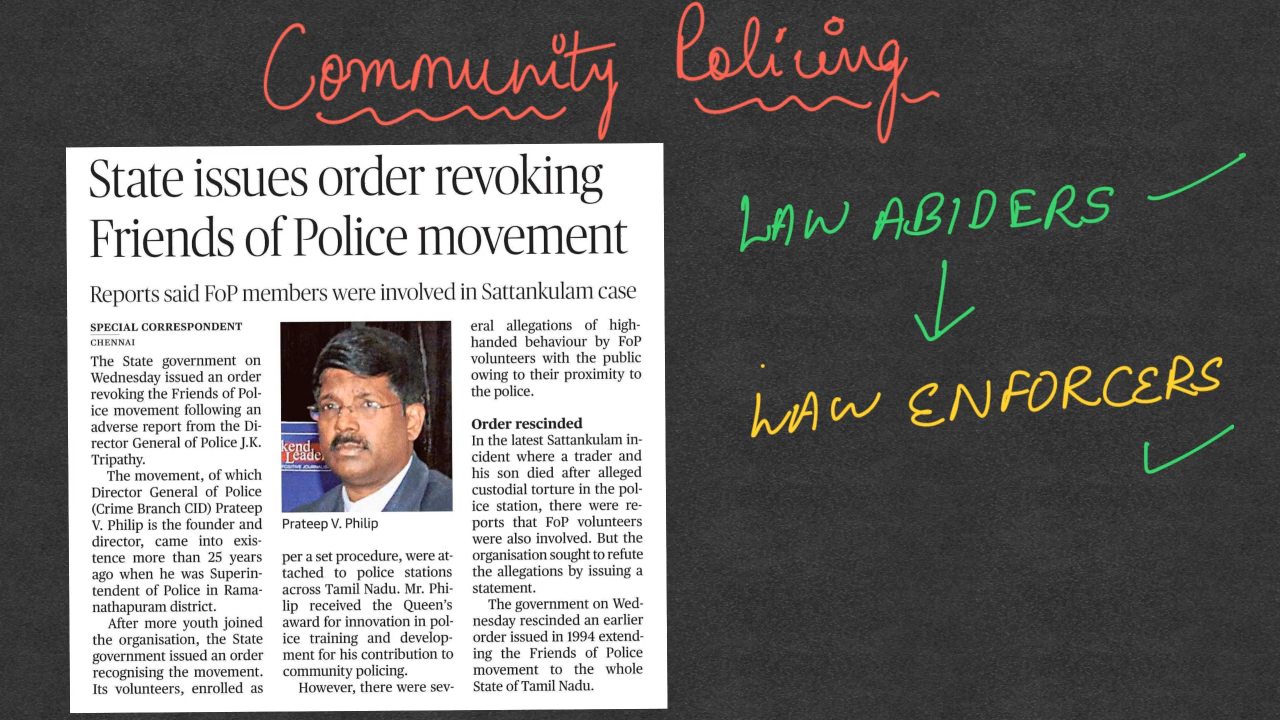 Community Policing
State issues order revoking
Friends of Police movement
Reports said FoP members were involved in Sattankulam case
SPECIAL CORRESPONDENT
CHENNAI
The State government on
Wednesday issued an order
revoking the Friends of Pol-
ice movement following an
adverse report from the Di-
rector General of Police J.K.
Tripathy.
The movement, of which
Director General of Police
(Crime Branch CID) Prateep
V. Philip is the founder and
director, came into exis-
tence more than 25 years
ago when he was Superin-
tendent of Police in Rama-
nathapuram district.
After more youth joined
the organisation, the State
government issued an order
recognising the movement.
Its volunteers, enrolled as
kend
Leade
Prateep V. Philip
per a set procedure, were at-
tached to police stations
across Tamil Nadu. Mr. Phi-
lip received the Queen's
award for innovation in pol-
ice training and develop-
ment for his contribution to
community policing.
However, there were sev-
eral allegations of high-
handed behaviour by FoP
volunteers with the public
owing to their proximity to
the police.
Order rescinded
In the latest Sattankulam in-
cident where a trader and
his son died after alleged
custodial torture in the pol-
ice station, there were re-
ports that FoP volunteers
were also involved. But the
organisation sought to refute
the allegations by issuing a
statement.
The government on Wed-
nesday rescinded an earlier
order issued in 1994 extend-
ing the Friends of Police
movement to the whole
State of Tamil Nadu.
LAW ABIDERS
LAW ENFORCERS